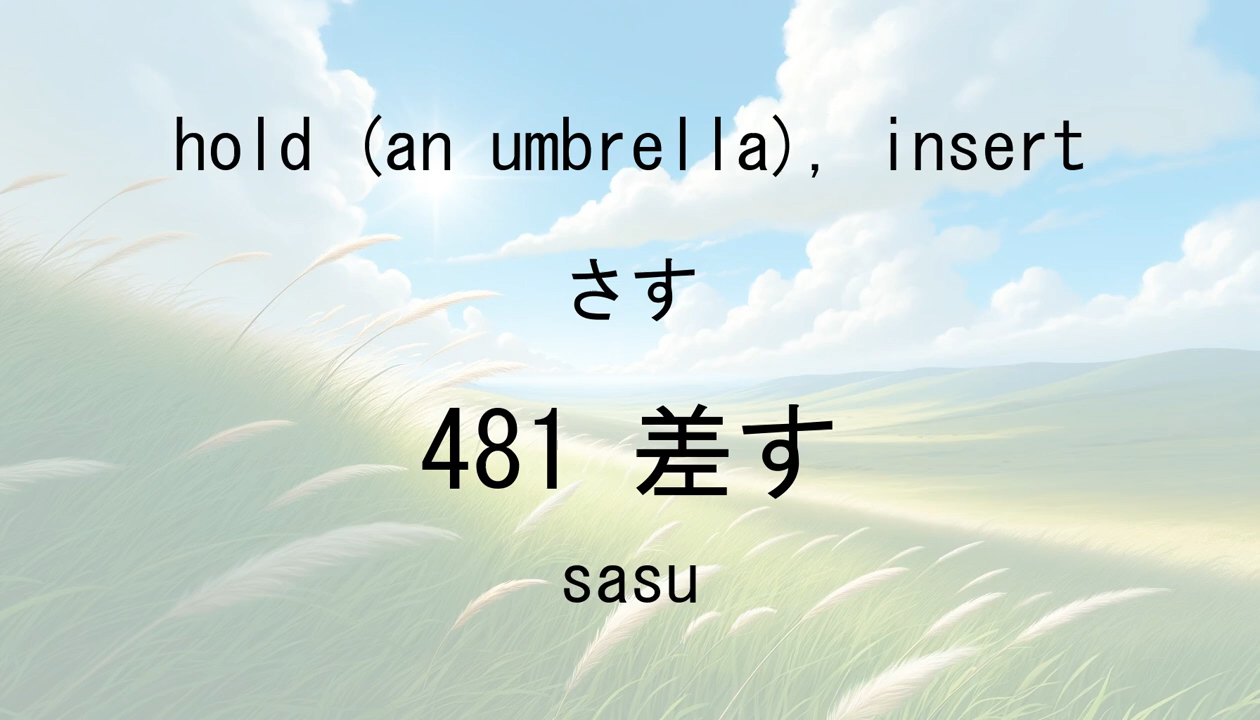 hold (an umbrella), insert
さす
481 差す
sasu